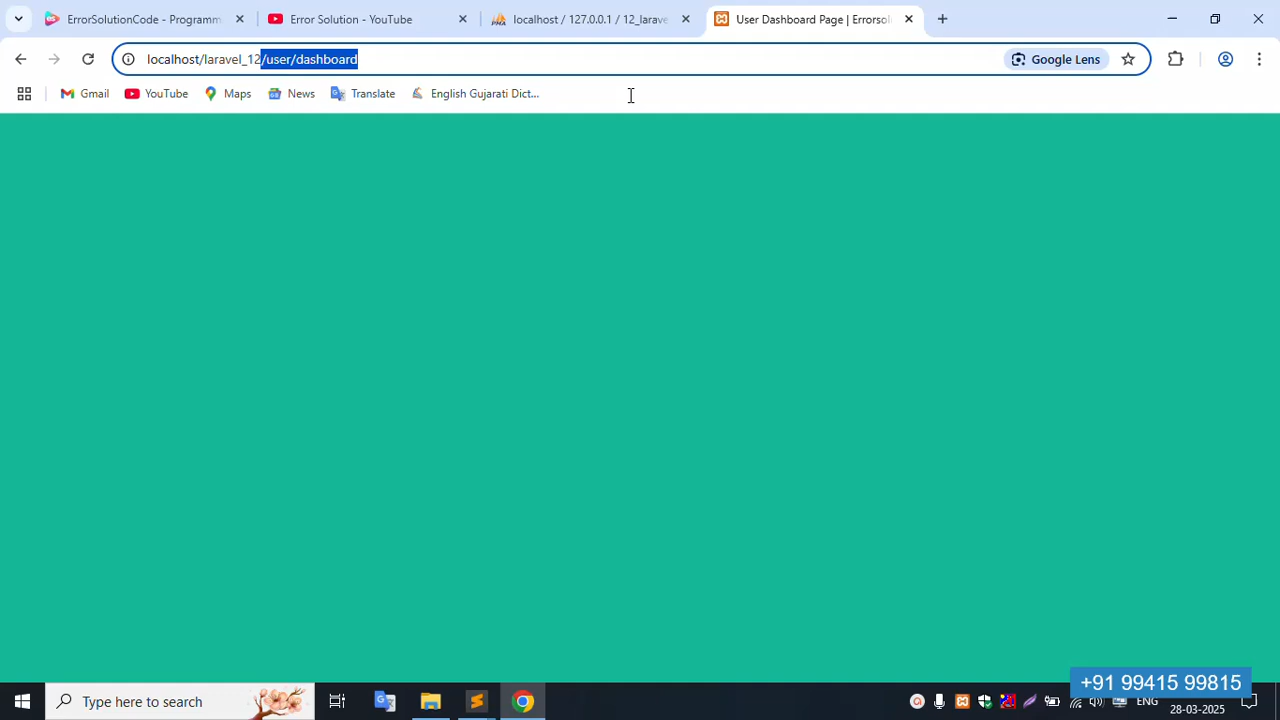 ErrorSolutionCode - Programm
Error Solution - YouTube
localhost / 127.0.0.1 / 12_larave
User Dashboard Page | Errorsol
localhost/laravel_12/user/dashboard
Google Lens
Gmail
YouTube
Maps
News
Translate
English Gujarati Dict...
Type here to search
+91 99415 99815
ENG
28-03-2025